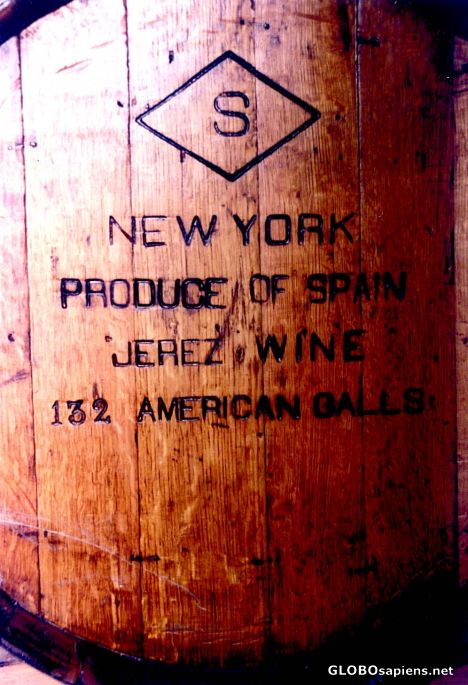 S
NEW YORK
PRODUCE OF SPAIN
JEREZ WINE
132 AMERICAN GALLS
GLOBOsapiens.net